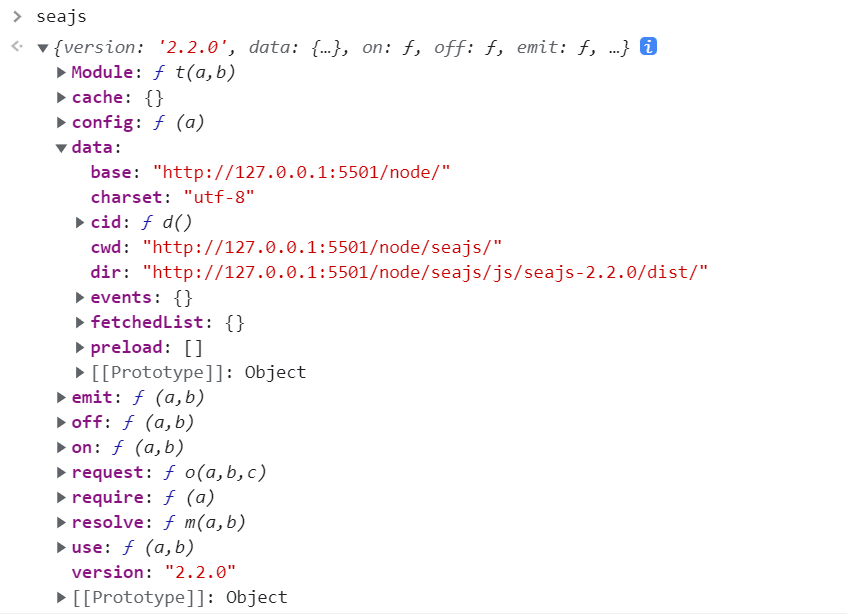 > seajs
{version: '2.2.0', data: {…}, on: ƒ, off: ƒ, emit: ƒ, …} i
Module: ƒ t(a,b)
cache: {}
config: ƒ (a)
data:
base: "http://127.0.0.1:5501/node/"
charset: "utf-8"
cid: ƒ d()
cwd: "http://127.0.0.1:5501/node/seajs/"
dir: "http://127.0.0.1:5501/node/seajs/js/seajs-2.2.0/dist/"
events: {}
fetchedList: {}
preload: []
[[Prototype]]: Object
emit: ƒ (a,b)
off: ƒ (a,b)
on: ƒ (a,b)
request: ƒ o(a,b,c)
require: ƒ (a)
resolve: ƒ m(a,b)
use: ƒ (a,b)
version: "2.2.0"
[[Prototype]]: Object